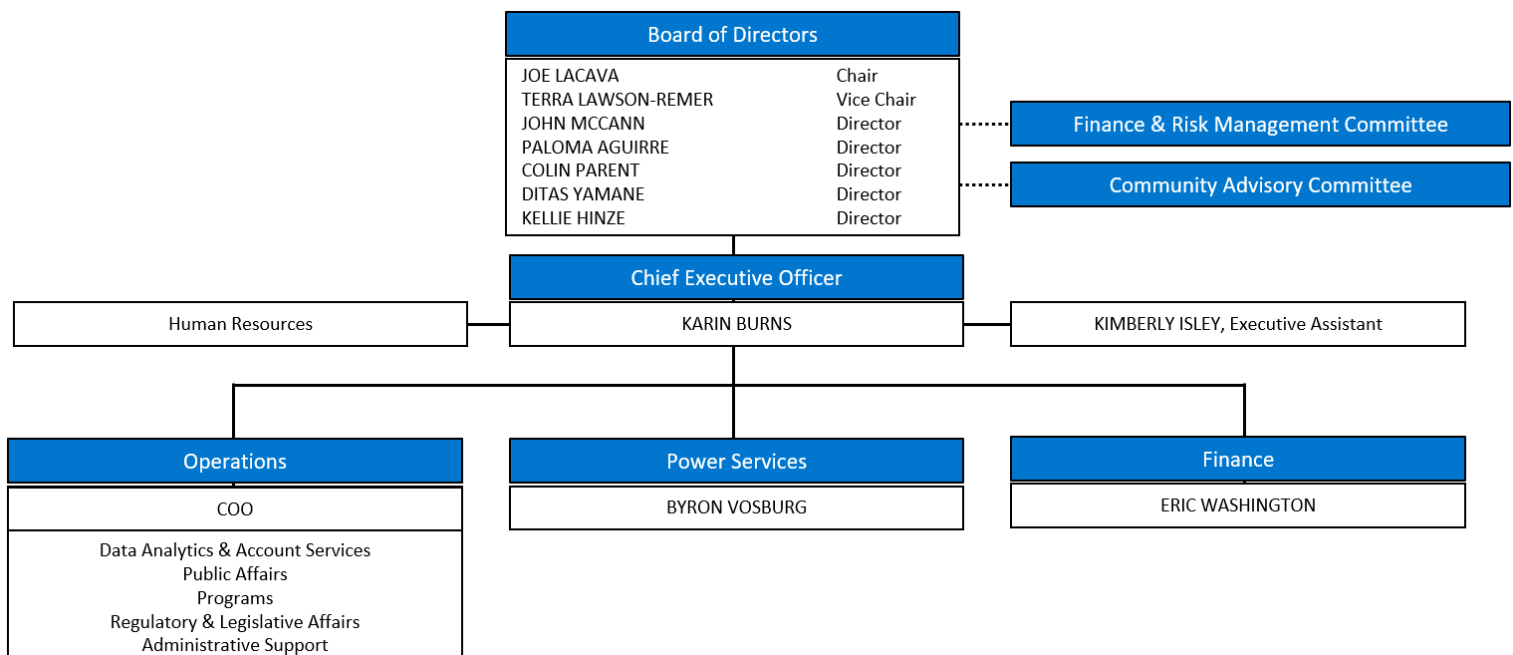 Board of Directors
JOE LACAVA Chair
TERRA LAWSON-REMER Vice Chair
JOHN MCCANN Director
PALOMA AGUIRRE Director
COLIN PARENT Director
DITAS YAMANE Director
KELLIE HINZE Director
Finance & Risk Management Committee
Community Advisory Committee
Chief Executive Officer
Human Resources
KARIN BURNS
KIMBERLY ISLEY, Executive Assistant
Operations
COO
Data Analytics & Account Services
Public Affairs
Programs
Regulatory & Legislative Affairs
Administrative Support
Power Services
BYRON VOSBURG
Finance
ERIC WASHINGTON